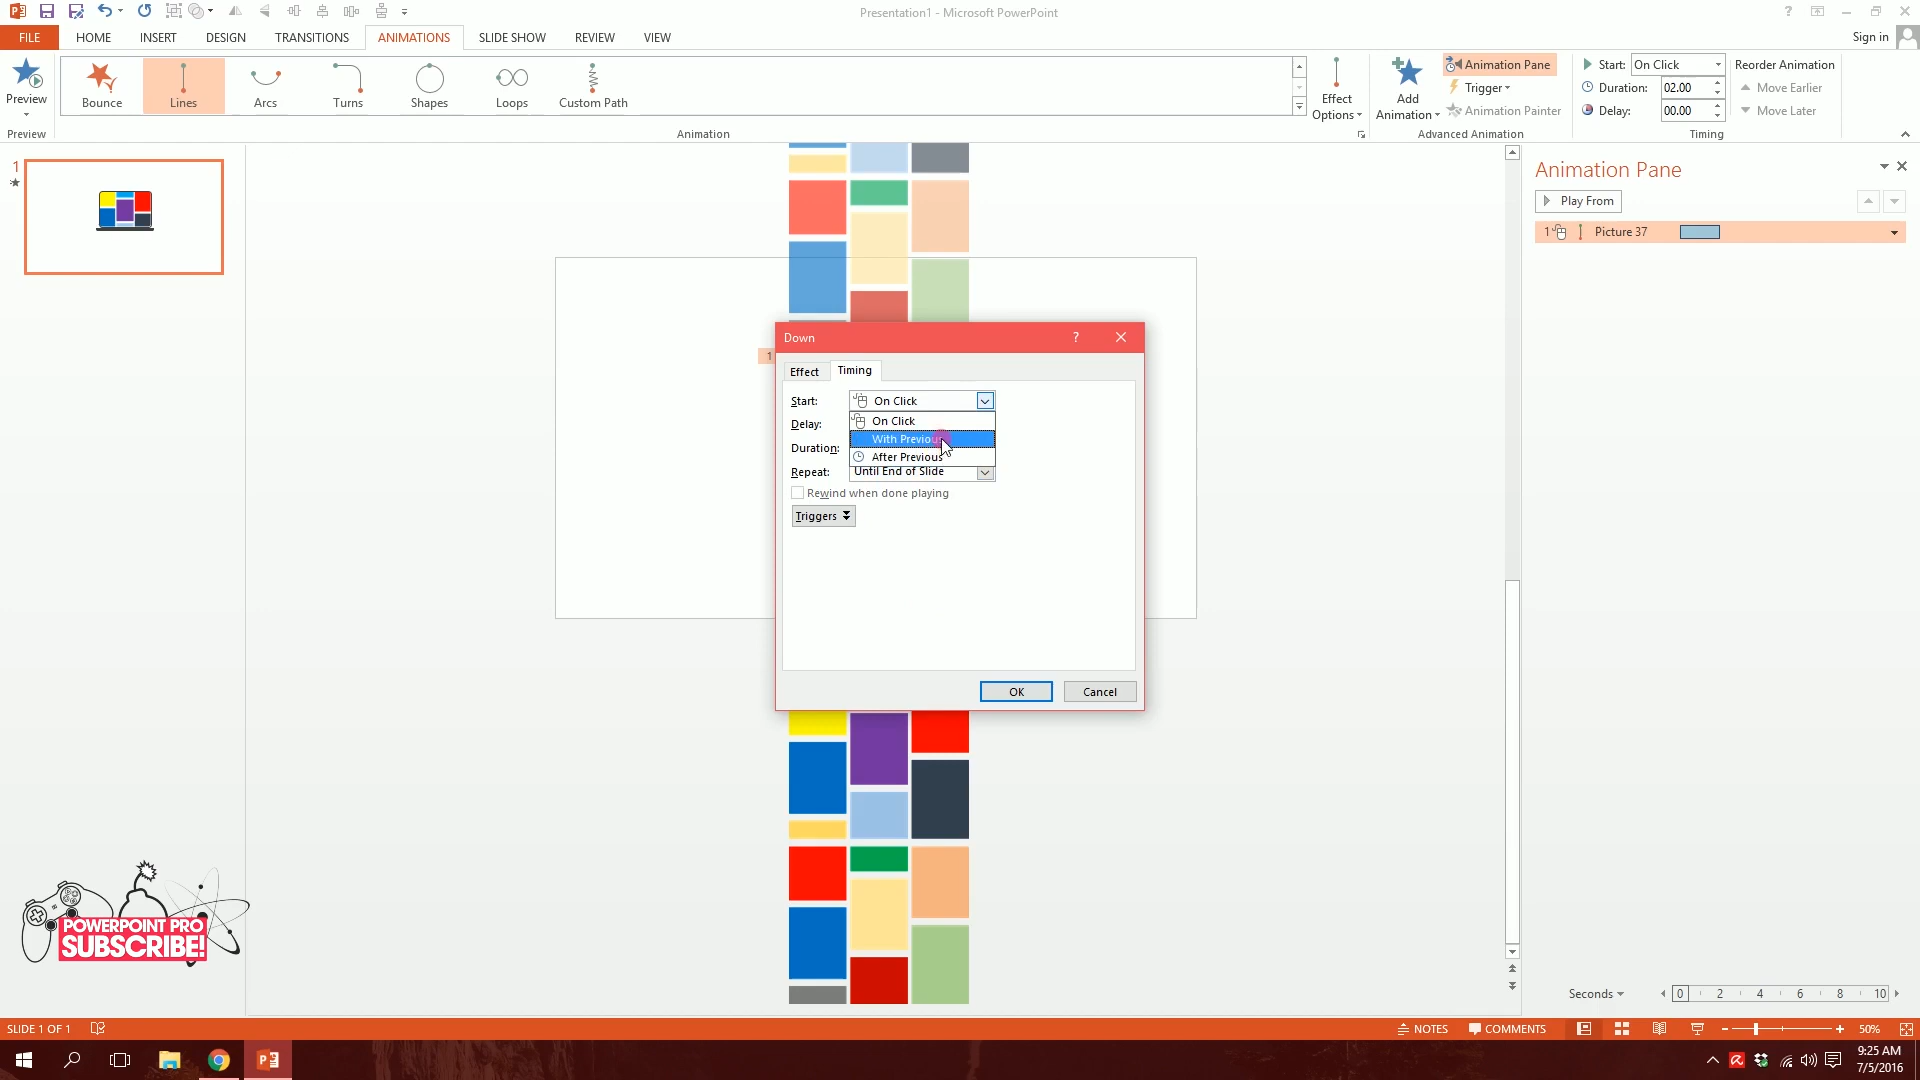 Presentation1 - Microsoft PowerPoint
FILE
HOME
INSERT
DESIGN
TRANSITIONS
ANIMATIONS
SLIDE SHOW
REVIEW
VIEW
Sign in
Preview
Bounce
Lines
Arcs
Turns
Shapes
Loops
Custom Path
Effect
Options
Add
Animation
Animation Pane
Trigger
Animation Painter
Start: On Click
Duration: 02.00
Delay: 00.00
Reorder Animation
Move Earlier
Move Later
Preview
Animation
Advanced Animation
Timing
1
Animation Pane
Play From
1 Picture 37
1
Down
?
Effect
Timing
Start: On Click
On Click
Delay:
With Previous
Duration:
After Previous
Repeat: Until End of Slide
Rewind when done playing
Triggers
OK
Cancel
POWERPOINT PRO
SUBSCRIBE!
Seconds
0 2 4 6 8 10
SLIDE 1 OF 1
NOTES
COMMENTS
50%
9:25 AM
7/5/2016